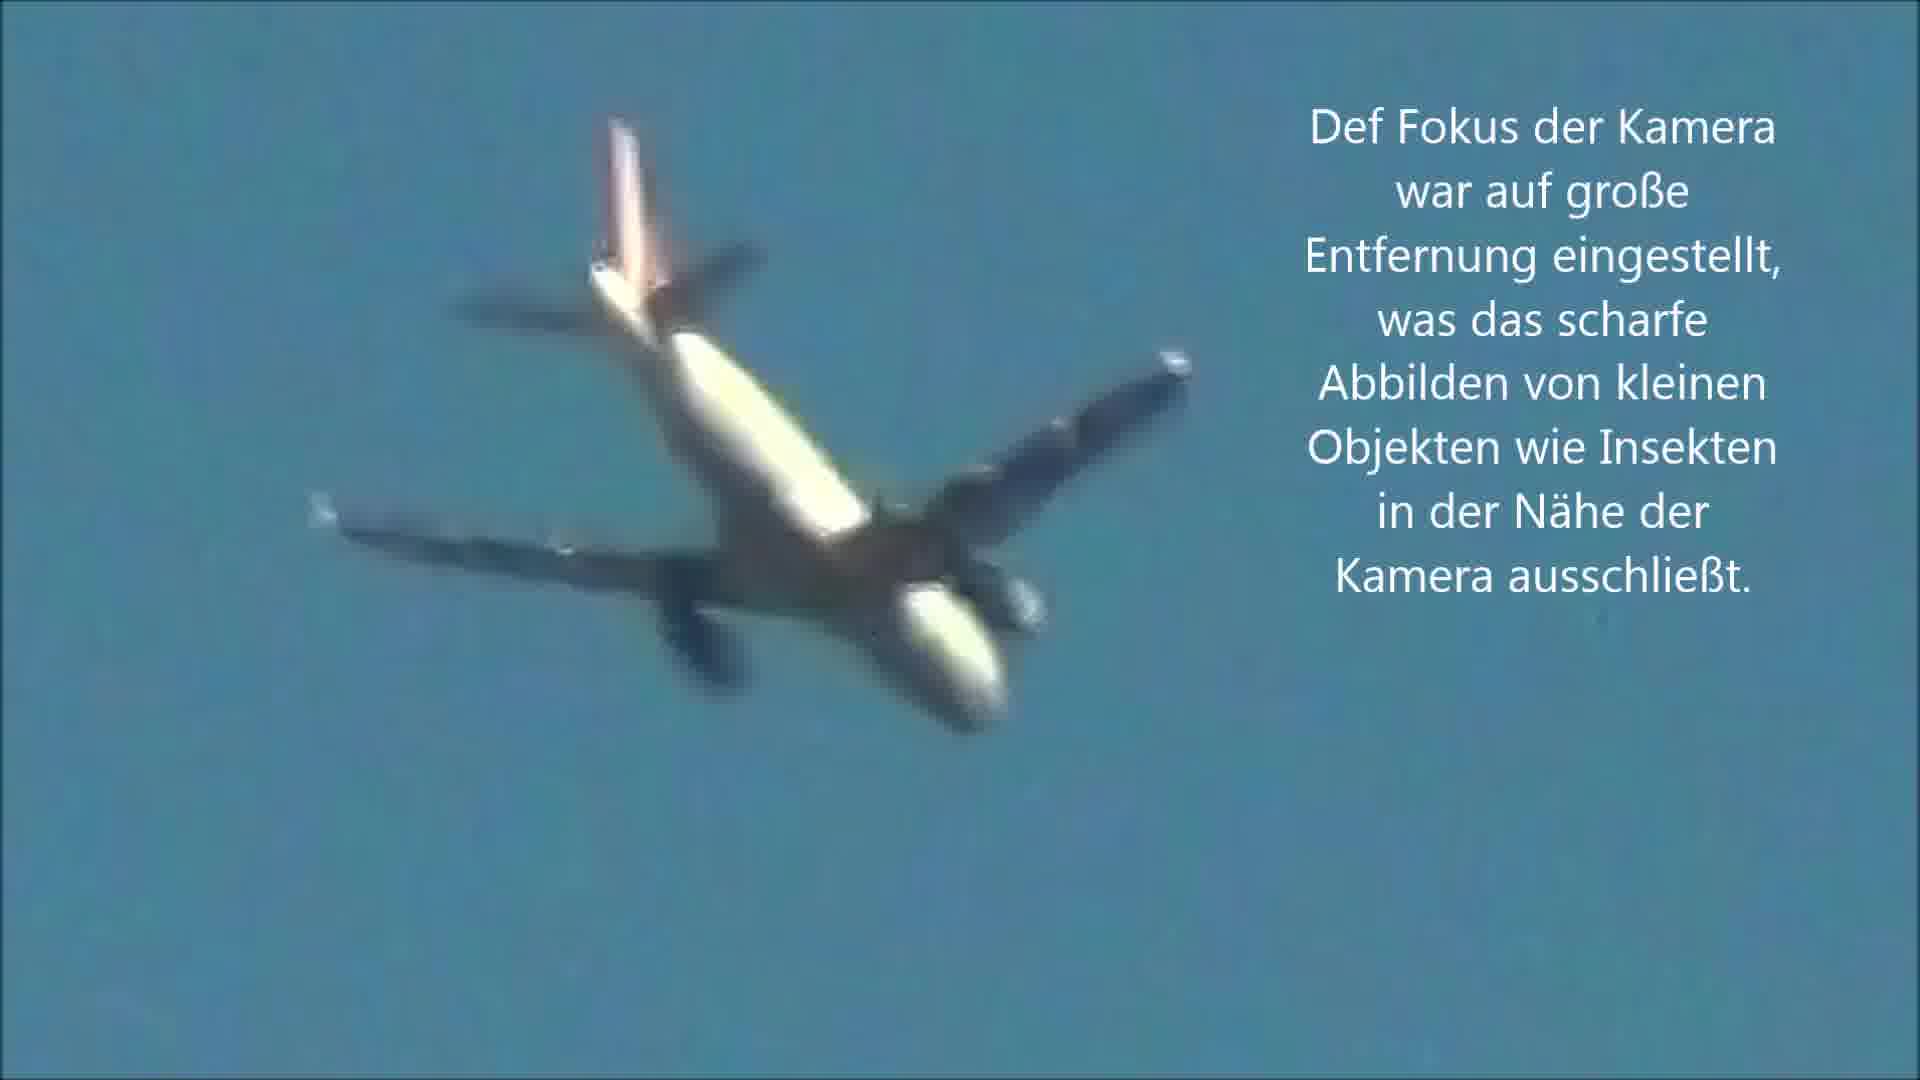 Def Fokus der Kamera
war auf große
Entfernung eingestellt,
was das scharfe
Abbilden von kleinen
Objekten wie Insekten
in der Nähe der
Kamera ausschließt.